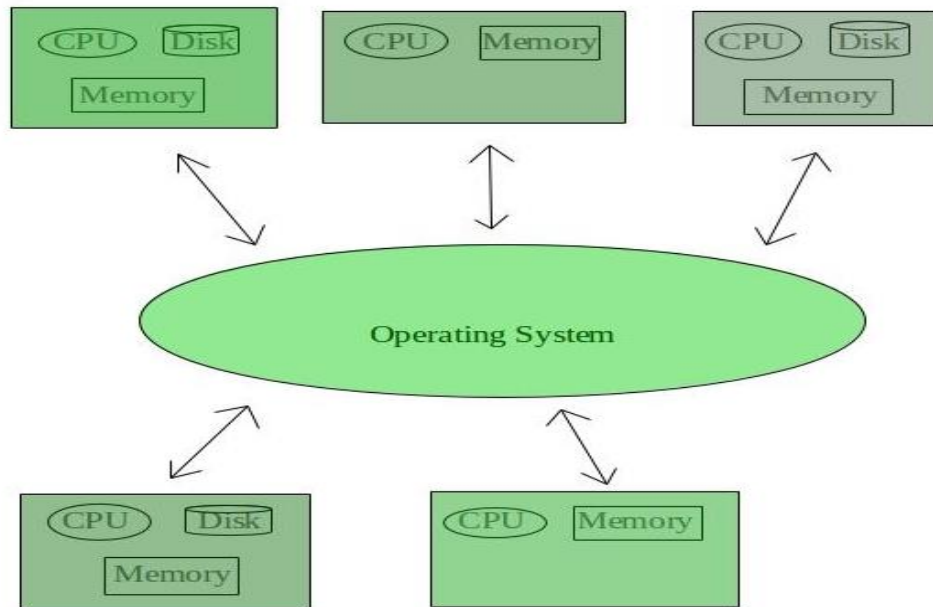 CPU Disk
Memory
CPU Memory
CPU Disk
Memory
Operating System
CPU Disk
Memory
CPU Memory